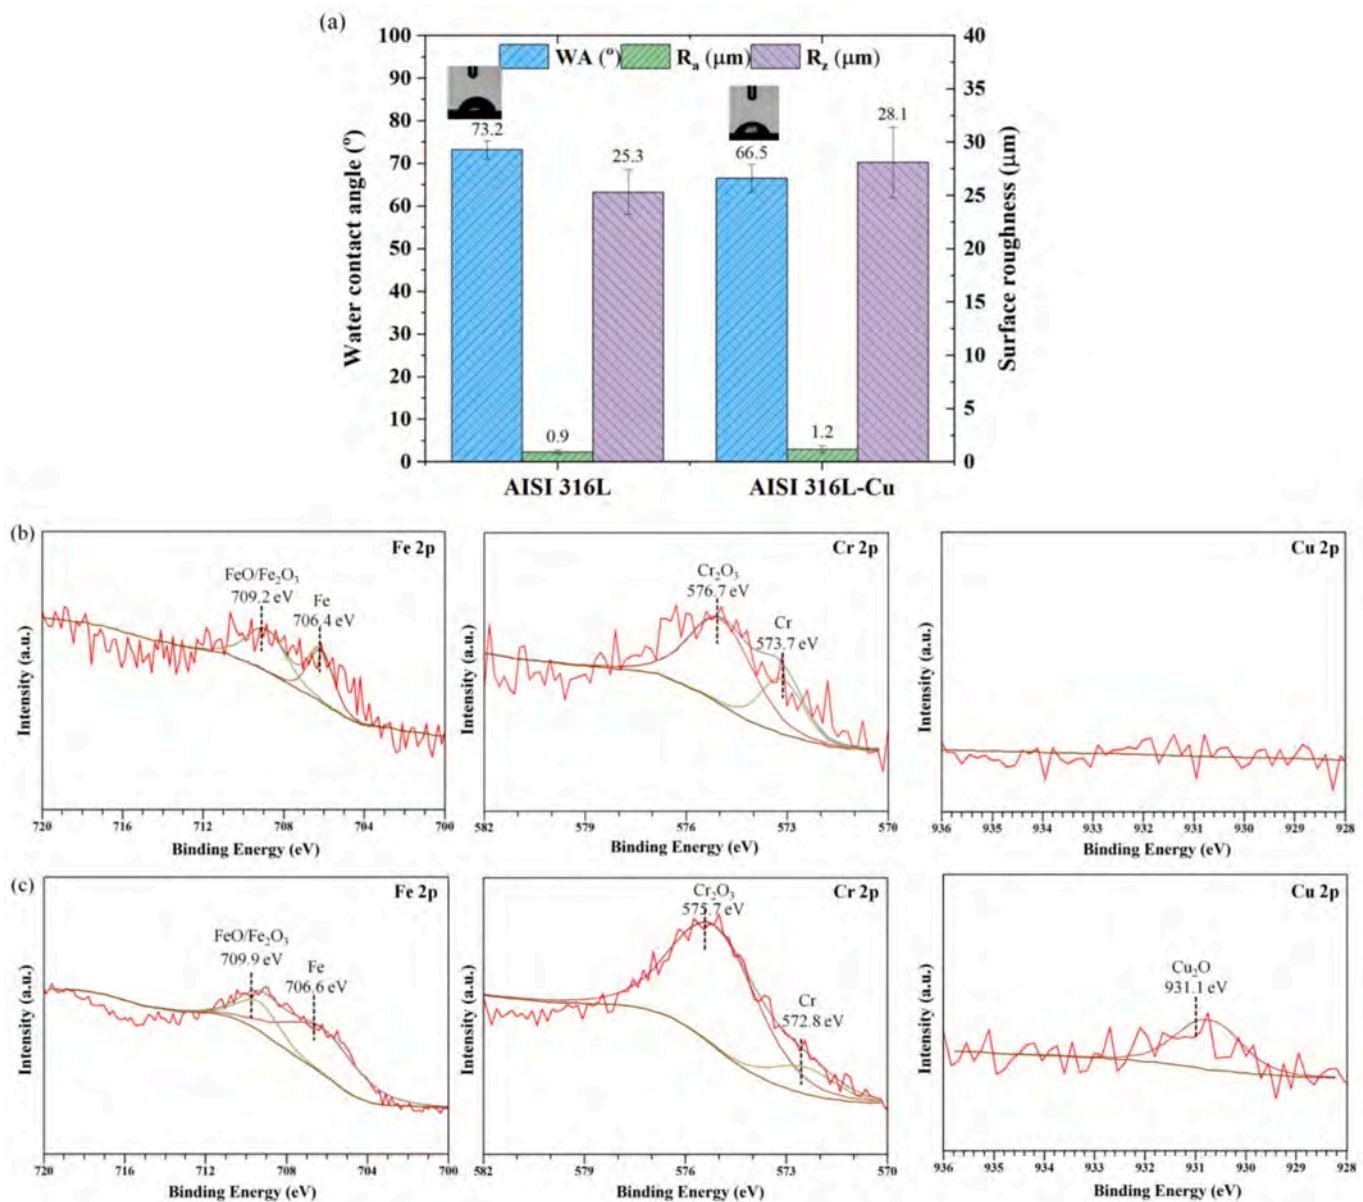 (a)
WA (º) Rₐ (μm) R_z (μm)
Water contact angle (º)
Surface roughness (μm)
100
90
80
70
60
50
40
30
20
10
0
40
35
30
25
20
15
10
5
0
73.2
0.9
25.3
66.5
1.2
28.1
AISI 316L
AISI 316L-Cu
(b)
Fe 2p
FeO/Fe₂O₃
709.2 eV
Fe
706.4 eV
Intensity (a.u.)
720 716 712 708 704 700
Binding Energy (eV)
Cr 2p
Cr₂O₃
576.7 eV
Cr
573.7 eV
Intensity (a.u.)
582 579 576 573 570
Binding Energy (eV)
Cu 2p
Intensity (a.u.)
936 935 934 933 932 931 930 929 928
Binding Energy (eV)
(c)
Fe 2p
FeO/Fe₂O₃
709.9 eV
Fe
706.6 eV
Intensity (a.u.)
720 716 712 708 704 700
Binding Energy (eV)
Cr 2p
Cr₂O₃
575.7 eV
Cr
572.8 eV
Intensity (a.u.)
582 579 576 573 570
Binding Energy (eV)
Cu 2p
Cu₂O
931.1 eV
Intensity (a.u.)
936 935 934 933 932 931 930 929 928
Binding Energy (eV)